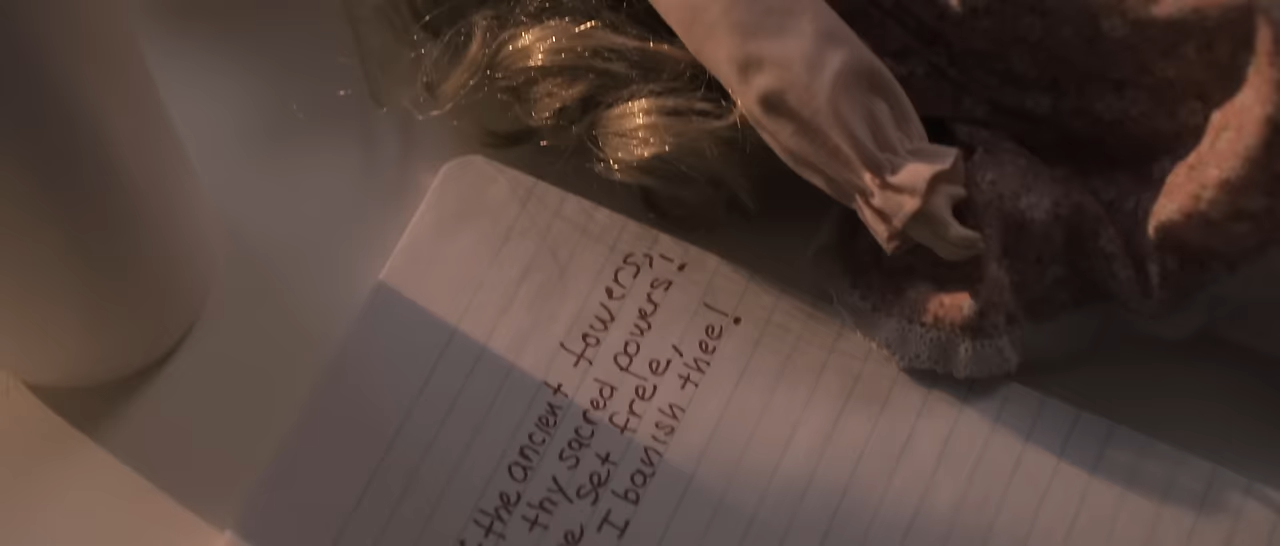 the ancient towers,
thy sacred powers!
set free,
I banish thee!